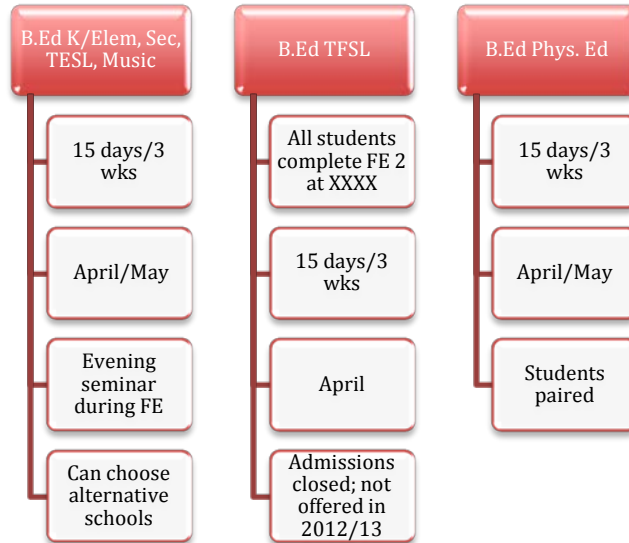 B.Ed K/Elem, Sec,
TESL, Music
15 days/3
wks
April/May
Evening
seminar
during FE
Can choose
alternative
schools
B.Ed TFSL
All students
complete FE 2
at XXXX
15 days/3
wks
April
Admissions
closed; not
offered in
2012/13
B.Ed Phys. Ed
15 days/3
wks
April/May
Students
paired